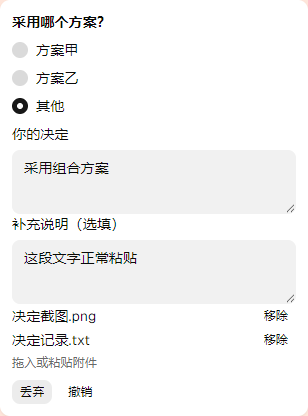 采用哪个方案?
方案甲
方案乙
其他
你的决定
采用组合方案
补充说明（选填）
这段文字正常粘贴
决定截图.png 移除
决定记录.txt 移除
拖入或粘贴附件
丢弃 撤销